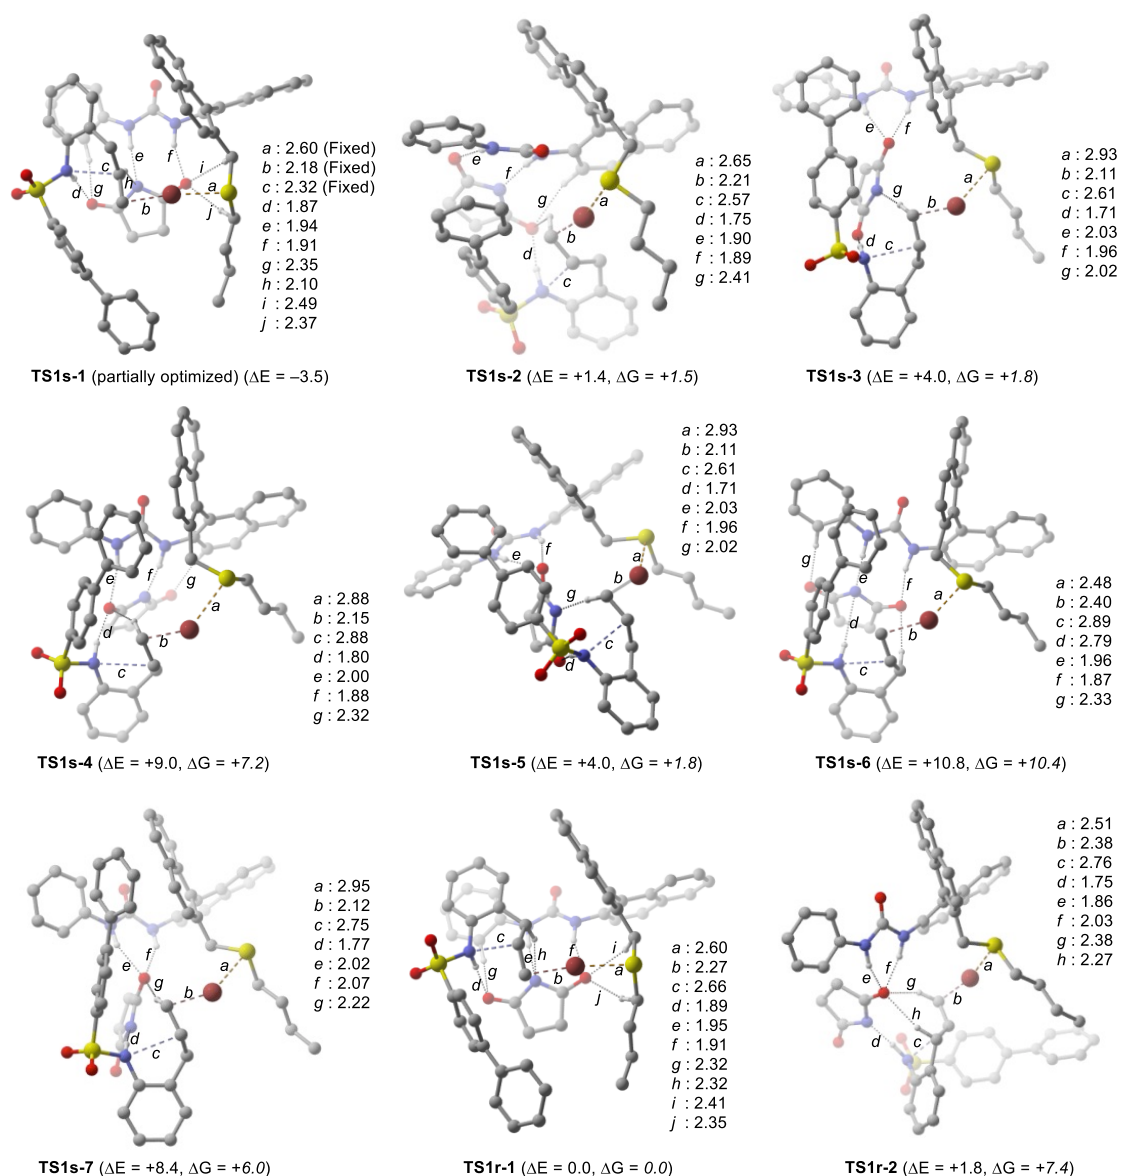 a : 2.60 (Fixed)
b : 2.18 (Fixed)
c : 2.32 (Fixed)
d : 1.87
e : 1.94
f : 1.91
g : 2.35
h : 2.10
i : 2.49
j : 2.37
c
e
f
i
h
d
g
b
a
j
TS1s-1 (partially optimized) (ΔE = –3.5)
a : 2.65
b : 2.21
c : 2.57
d : 1.75
e : 1.90
f : 1.89
g : 2.41
e
f
g
a
b
d
c
TS1s-2 (ΔE = +1.4, ΔG = +1.5)
a : 2.93
b : 2.11
c : 2.61
d : 1.71
e : 2.03
f : 1.96
g : 2.02
e
f
a
g
b
d
c
TS1s-3 (ΔE = +4.0, ΔG = +1.8)
a : 2.88
b : 2.15
c : 2.88
d : 1.80
e : 2.00
f : 1.88
g : 2.32
e
f
g
a
d
b
c
TS1s-4 (ΔE = +9.0, ΔG = +7.2)
a : 2.93
b : 2.11
c : 2.61
d : 1.71
e : 2.03
f : 1.96
g : 2.02
e
f
a
b
g
c
d
TS1s-5 (ΔE = +4.0, ΔG = +1.8)
a : 2.48
b : 2.40
c : 2.89
d : 2.79
e : 1.96
f : 1.87
g : 2.33
g
e
f
a
d
b
c
TS1s-6 (ΔE = +10.8, ΔG = +10.4)
a : 2.95
b : 2.12
c : 2.75
d : 1.77
e : 2.02
f : 2.07
g : 2.22
f
e
g
a
b
d
c
TS1s-7 (ΔE = +8.4, ΔG = +6.0)
a : 2.60
b : 2.27
c : 2.66
d : 1.89
e : 1.95
f : 1.91
g : 2.32
h : 2.32
i : 2.41
j : 2.35
c
e
h
f
i
d
g
b
a
j
TS1r-1 (ΔE = 0.0, ΔG = 0.0)
a : 2.51
b : 2.38
c : 2.76
d : 1.75
e : 1.86
f : 2.03
g : 2.38
h : 2.27
e
f
a
g
b
h
d
c
TS1r-2 (ΔE = +1.8, ΔG = +7.4)